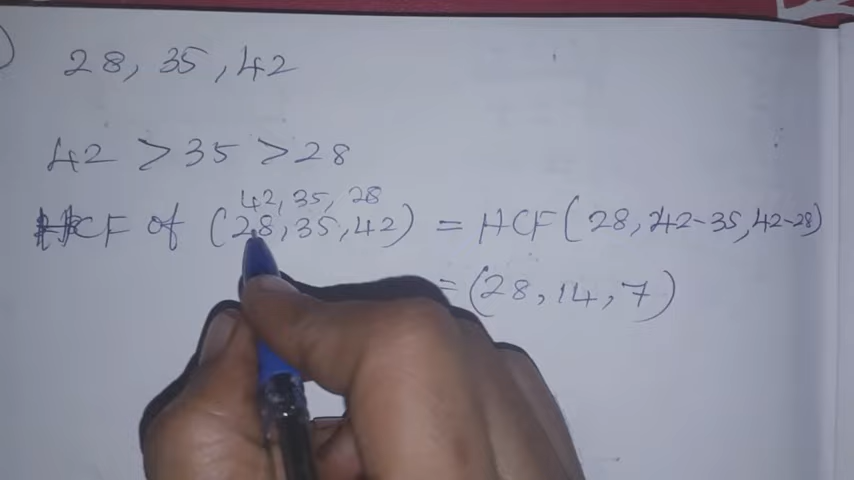 28, 35, 42
42 > 35 > 28
42, 35, 28
HCF of (28, 35, 42) = HCF (28, 42-35, 42-28)
= (28, 14, 7)